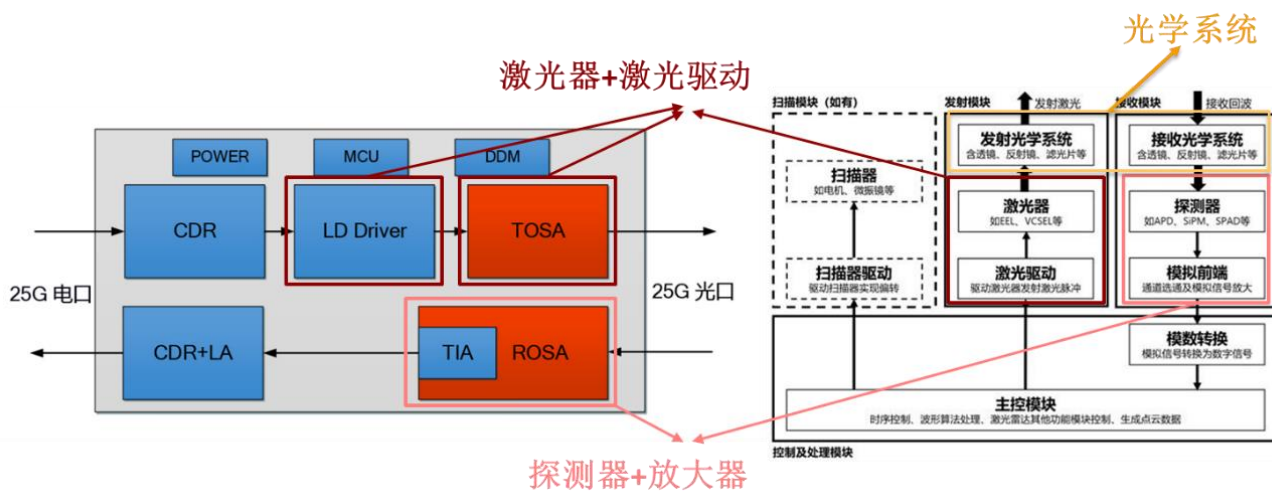 光学系统
激光器+激光驱动
POWER
MCU
DDM
CDR
LD Driver
TOSA
25G 电口
25G 光口
CDR+LA
TIA
ROSA
探测器+放大器
扫描模块（如有）
发射模块
发射激光
接收模块
接收回波
发射光学系统
含透镜、反射镜、滤光片等
接收光学系统
含透镜、反射镜、滤光片等
扫描器
如电机、微振镜等
激光器
如EEL、VCSEL等
探测器
如APD、SiPM、SPAD等
扫描器驱动
驱动扫描器实现偏转
激光驱动
驱动激光器发射激光脉冲
模拟前端
通道选通及模拟信号放大
模数转换
模拟信号转换为数字信号
主控模块
时序控制、波形算法处理、激光雷达其他功能模块控制、生成点云数据
控制及处理模块